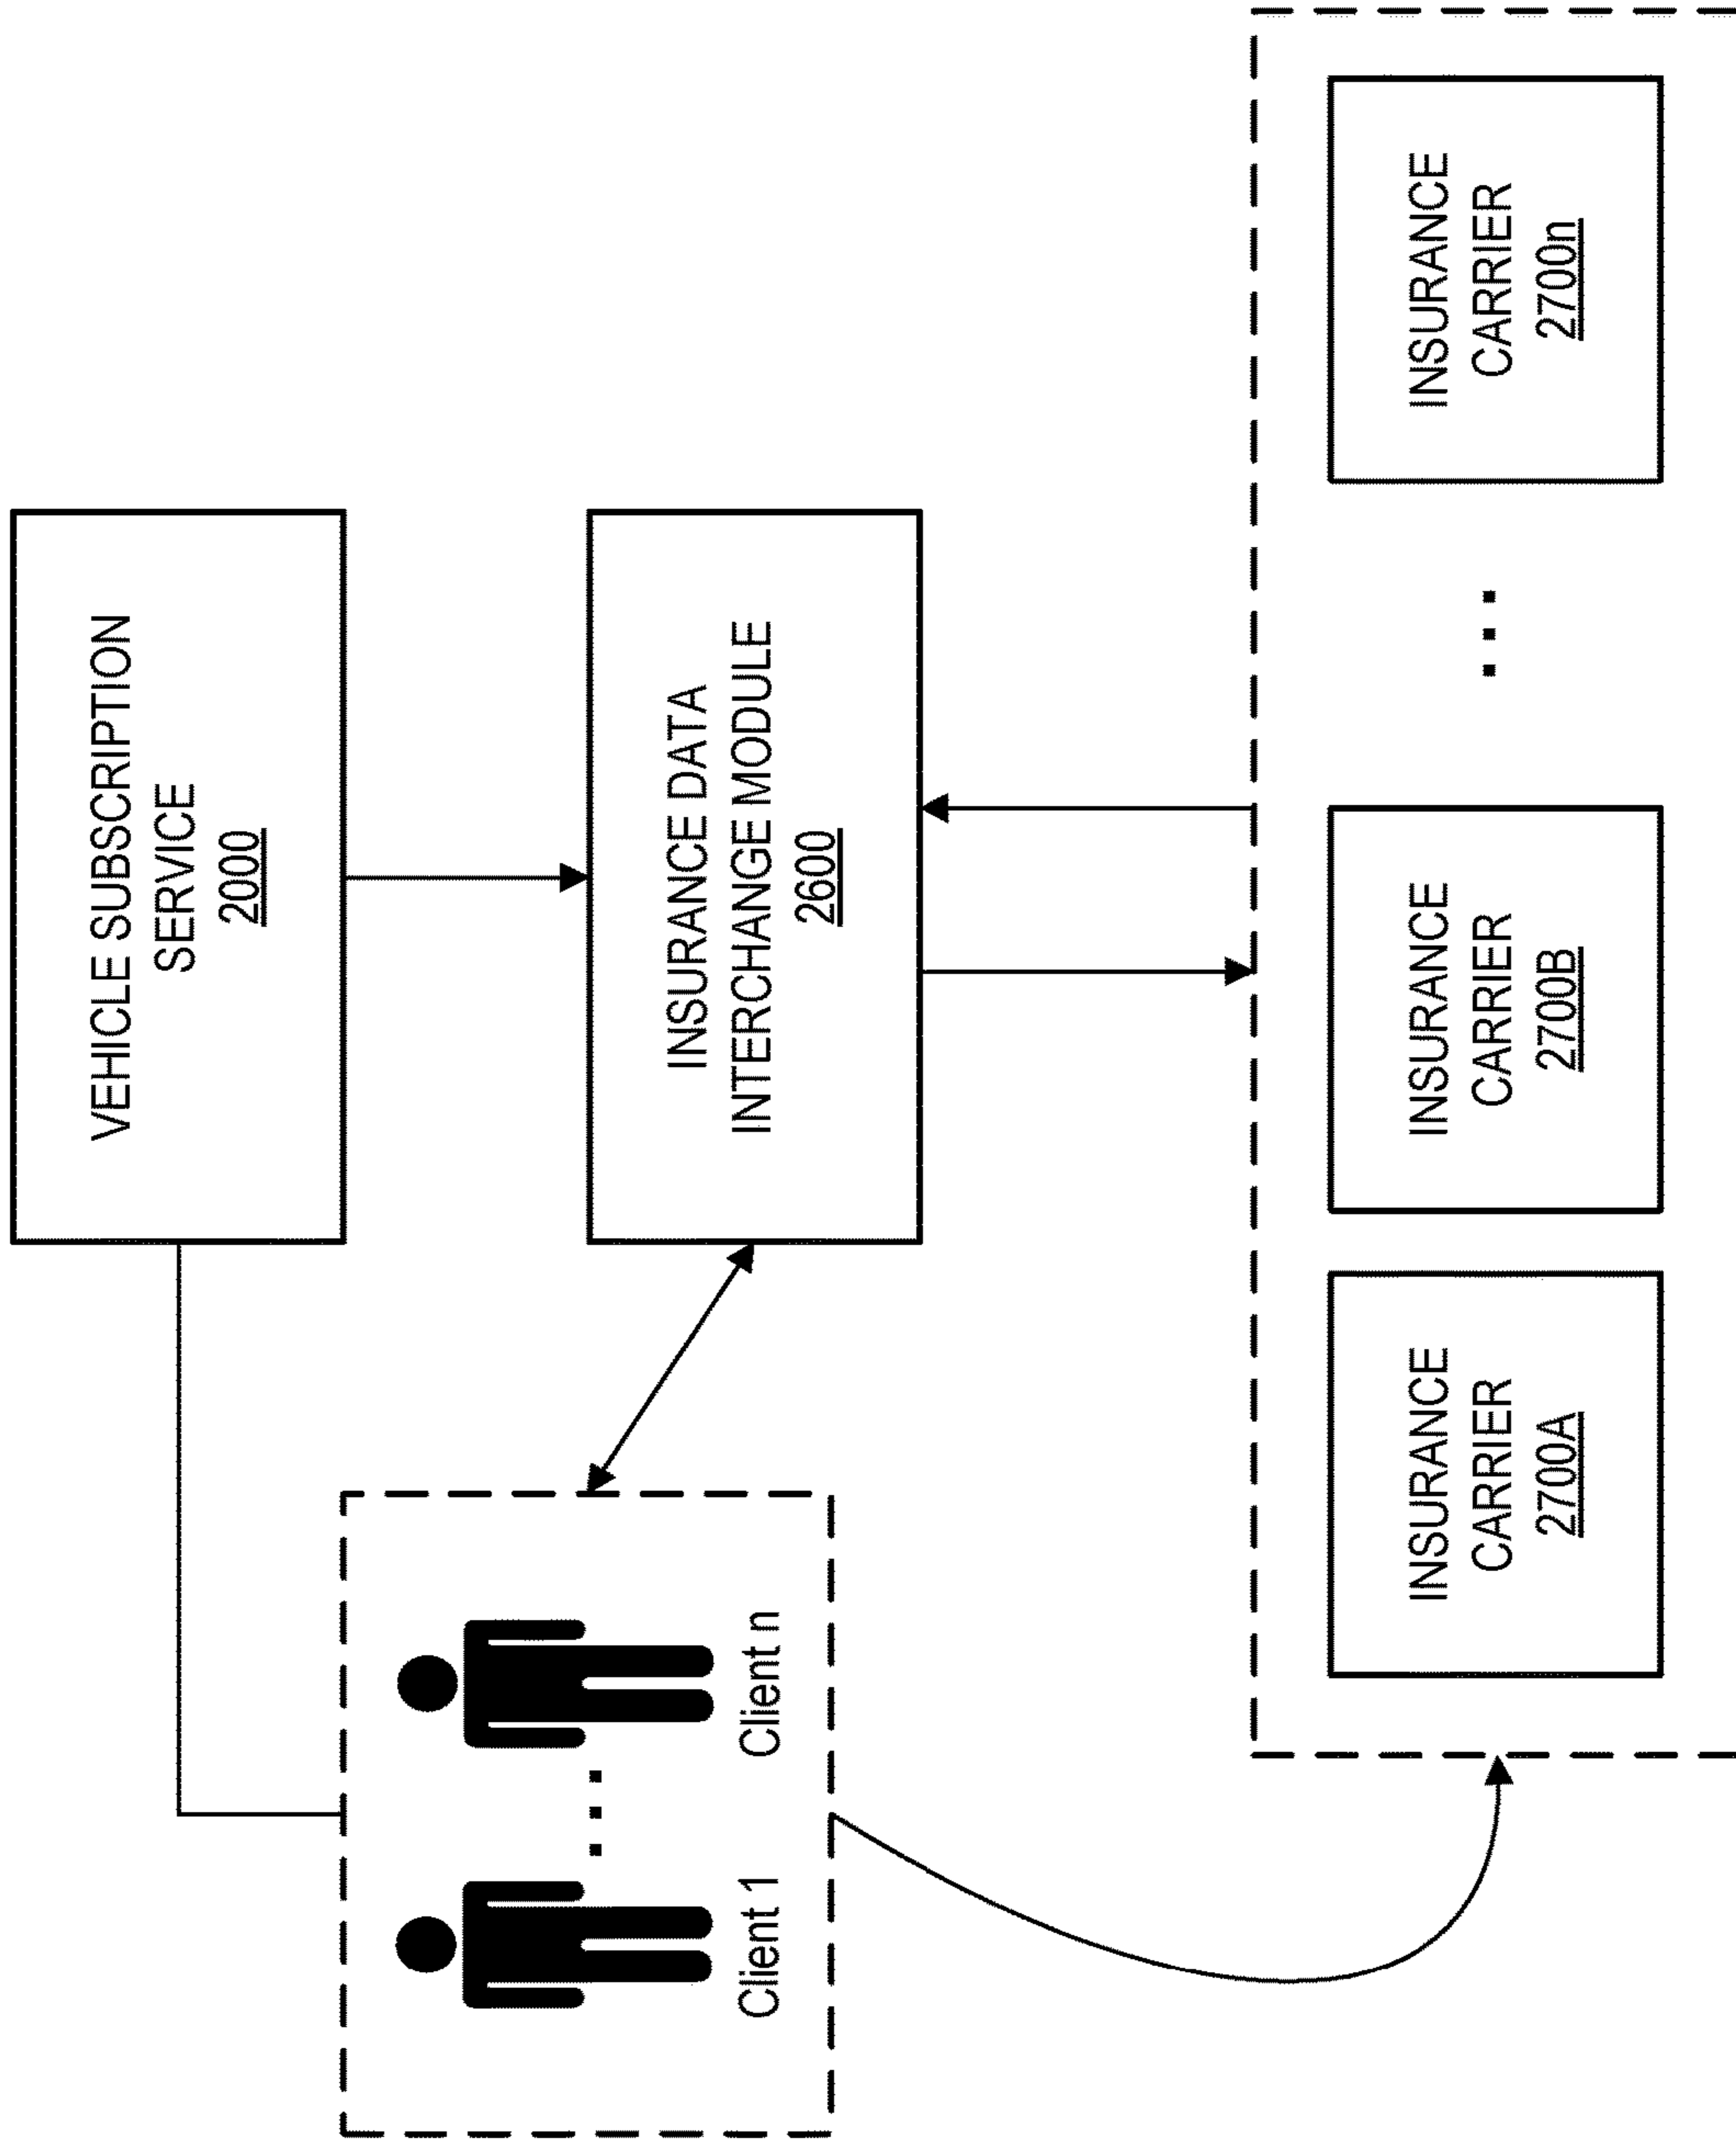 VEHICLE SUBSCRIPTION
SERVICE
2000
INSURANCE DATA
INTERCHANGE MODULE
2600
Client 1
Client n
INSURANCE
CARRIER
2700A
INSURANCE
CARRIER
2700B
INSURANCE
CARRIER
2700n